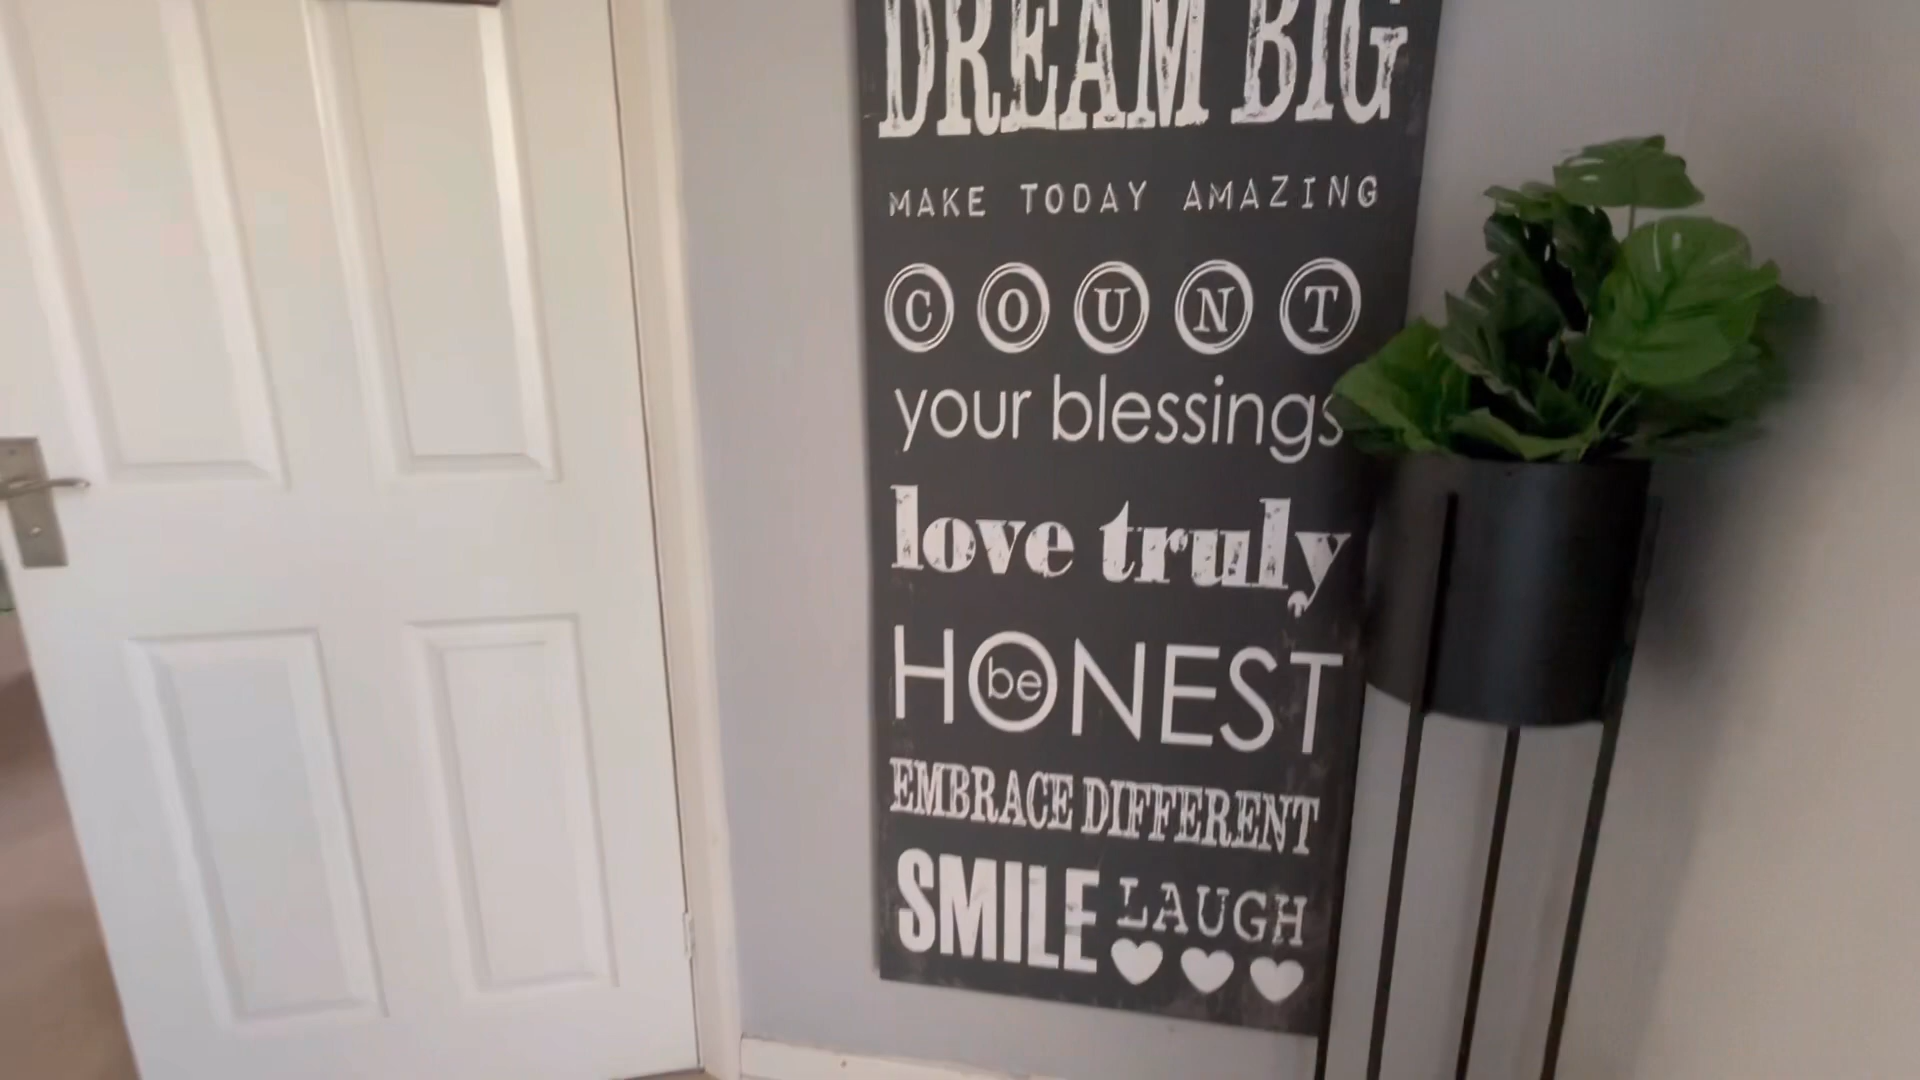 DREAM BIG
MAKE TODAY AMAZING
COUNT
your blessings
love truly
be HONEST
EMBRACE DIFFERENT
SMILE LAUGH